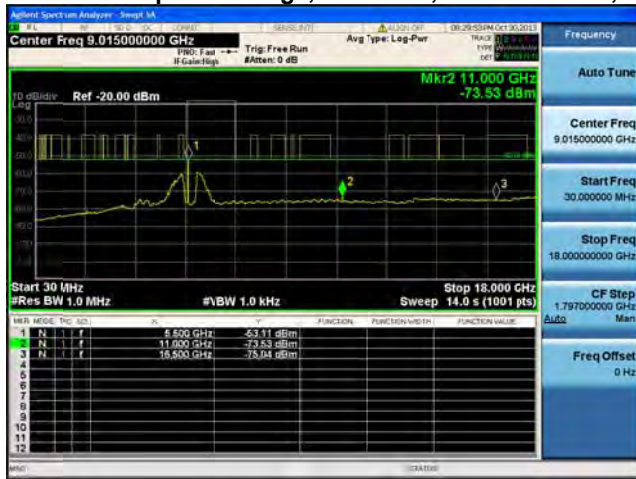 Agilent Spectrum Analyzer - Swept SA
Center Freq 9.015000000 GHz
PNO: Fast
IFGain:High
Trig: Free Run
#Atten: 0 dB
Avg Type: Log-Pwr
ALIGN OFF
08:29:53 PM Oct 30, 2013
TRACE
TYPE
DET
Frequency
Auto Tune
Mkr2 11.000 GHz
-73.53 dBm
10 dB/div
Log
Ref -20.00 dBm
Center Freq
9.015000000 GHz
1
2
3
Start Freq
30.000000 MHz
Stop Freq
18.000000000 GHz
Start 30 MHz
Stop 18.000 GHz
#Res BW 1.0 MHz
#VBW 1.0 kHz
Sweep 14.0 s (1001 pts)
CF Step
1.797000000 GHz
Auto Man
Freq Offset
0 Hz
MKR MODE TRC SCL X Y FUNCTION FUNCTION WIDTH FUNCTION VALUE
1 N 1 f 5.500 GHz -53.11 dBm
2 N 1 f 11.000 GHz -73.53 dBm
3 N 1 f 16.500 GHz -75.04 dBm
4
5
6
7
8
9
10
11
12
MSG
STATUS